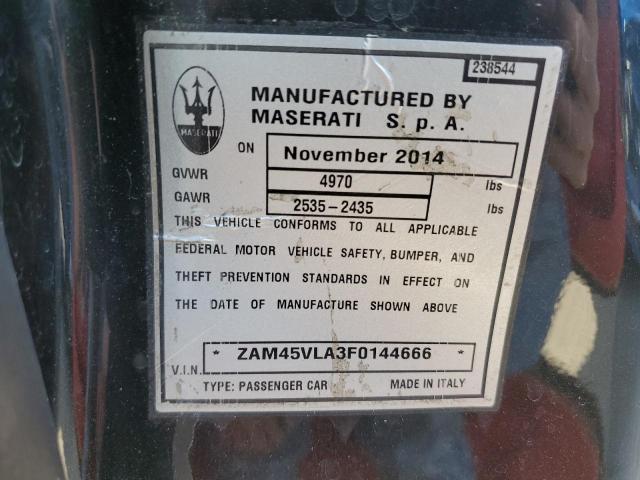 238544
MASERATI
MANUFACTURED BY
MASERATI S. p A.
ON November 2014
GVWR 4970 lbs
GAWR 2535-2435 lbs
THIS VEHICLE CONFORMS TO ALL APPLICABLE
FEDERAL MOTOR VEHICLE SAFETY, BUMPER, AND
THEFT PREVENTION STANDARDS IN EFFECT ON
THE DATE OF MANUFACTURE SHOWN ABOVE
V.I.N. * ZAM45VLA3F0144666 *
TYPE: PASSENGER CAR MADE IN ITALY